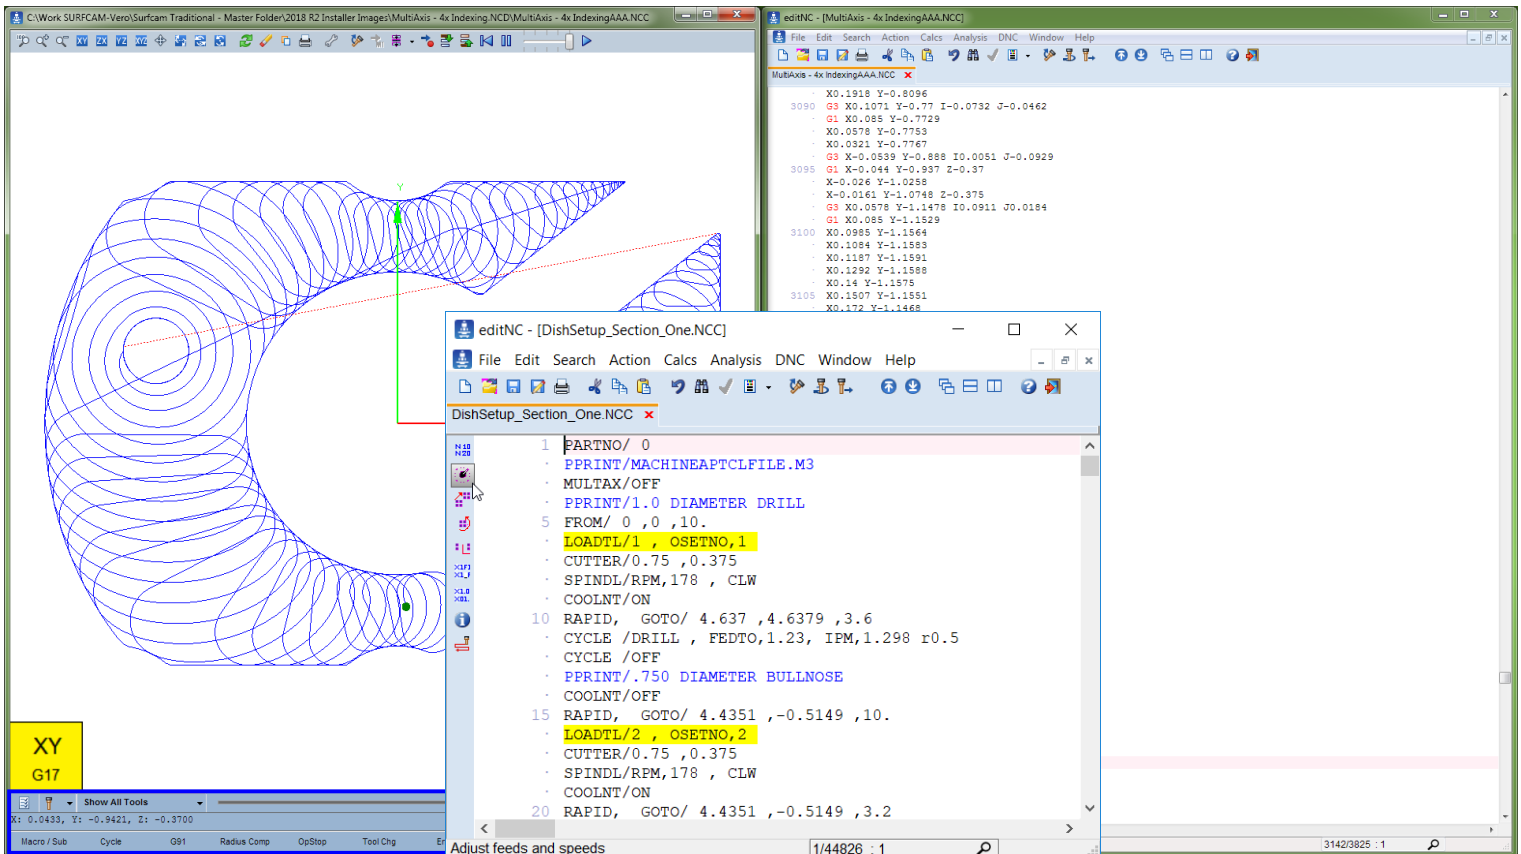 C:\Work SURFCAM-Vero\Surfcam Traditional - Master Folder\2018 R2 Installer Images\MultiAxis - 4x Indexing.NCD\MultiAxis - 4x IndexingAAA.NCC
XY XZ YZ
Y
XY
G17
Show All Tools
X: 0.0433, Y: -0.9421, Z: -0.3700
Macro / Sub Cycle G91 Radius Comp OpStop Tool Chg Er
editNC - [MultiAxis - 4x IndexingAAA.NCC]
File Edit Search Action Calcs Analysis DNC Window Help
MultiAxis - 4x IndexingAAA.NCC
X0.1918 Y-0.8096
3090 G3 X0.1071 Y-0.77 I-0.0732 J-0.0462
G1 X0.085 Y-0.7729
X0.0578 Y-0.7753
X0.0321 Y-0.7767
G3 X-0.0539 Y-0.888 I0.0051 J-0.0929
3095 G1 X-0.044 Y-0.937 Z-0.37
X-0.026 Y-1.0258
X-0.0161 Y-1.0748 Z-0.375
G3 X0.0578 Y-1.1478 I0.0911 J0.0184
G1 X0.085 Y-1.1529
3100 X0.0985 Y-1.1564
X0.1084 Y-1.1583
X0.1187 Y-1.1591
X0.1292 Y-1.1588
X0.14 Y-1.1575
3105 X0.1507 Y-1.1551
X0.172 Y-1.1468
3142/3825 : 1
editNC - [DishSetup_Section_One.NCC]
File Edit Search Action Calcs Analysis DNC Window Help
DishSetup_Section_One.NCC
N10
N20
1 PARTNO/ 0
PPRINT/MACHINEAPTCLFILE.M3
MULTAX/OFF
PPRINT/1.0 DIAMETER DRILL
5 FROM/ 0 ,0 ,10.
LOADTL/1 , OSETNO,1
CUTTER/0.75 ,0.375
SPINDL/RPM,178 , CLW
COOLNT/ON
10 RAPID, GOTO/ 4.637 ,4.6379 ,3.6
CYCLE /DRILL , FEDTO,1.23, IPM,1.298 r0.5
CYCLE /OFF
PPRINT/.750 DIAMETER BULLNOSE
COOLNT/OFF
15 RAPID, GOTO/ 4.4351 ,-0.5149 ,10.
LOADTL/2 , OSETNO,2
CUTTER/0.75 ,0.375
SPINDL/RPM,178 , CLW
COOLNT/ON
20 RAPID, GOTO/ 4.4351 ,-0.5149 ,3.2
Adjust feeds and speeds 1/44826 : 1